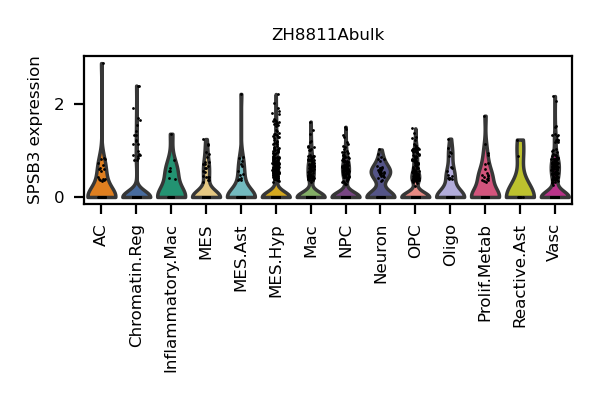 ZH8811Abulk
SPSB3 expression
2
0
AC
Chromatin.Reg
Inflammatory.Mac
MES
MES.Ast
MES.Hyp
Mac
NPC
Neuron
OPC
Oligo
Prolif.Metab
Reactive.Ast
Vasc